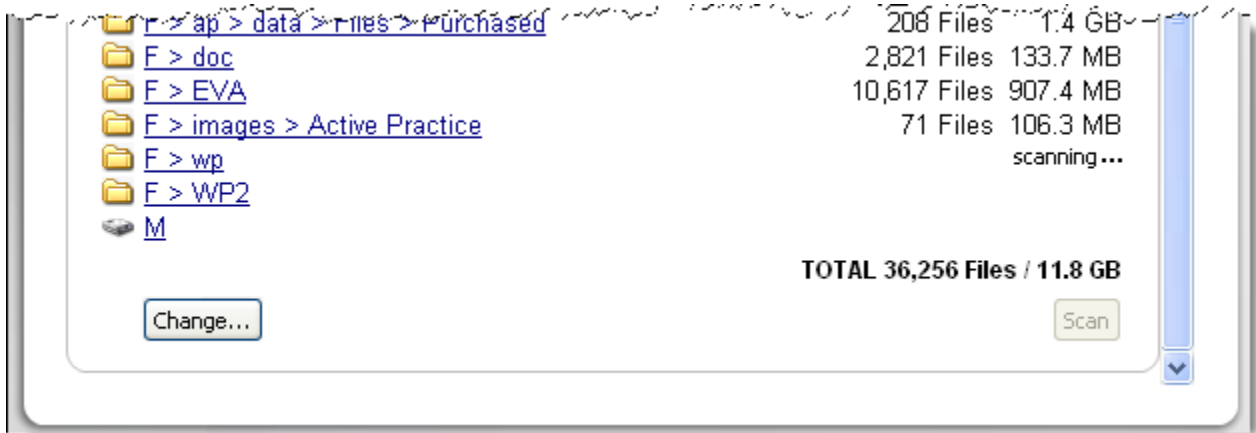 F > ap > data > Files > Purchased 208 Files 1.4 GB
F > doc 2,821 Files 133.7 MB
F > EVA 10,617 Files 907.4 MB
F > images > Active Practice 71 Files 106.3 MB
F > wp scanning...
F > WP2
M
TOTAL 36,256 Files / 11.8 GB
Change... Scan